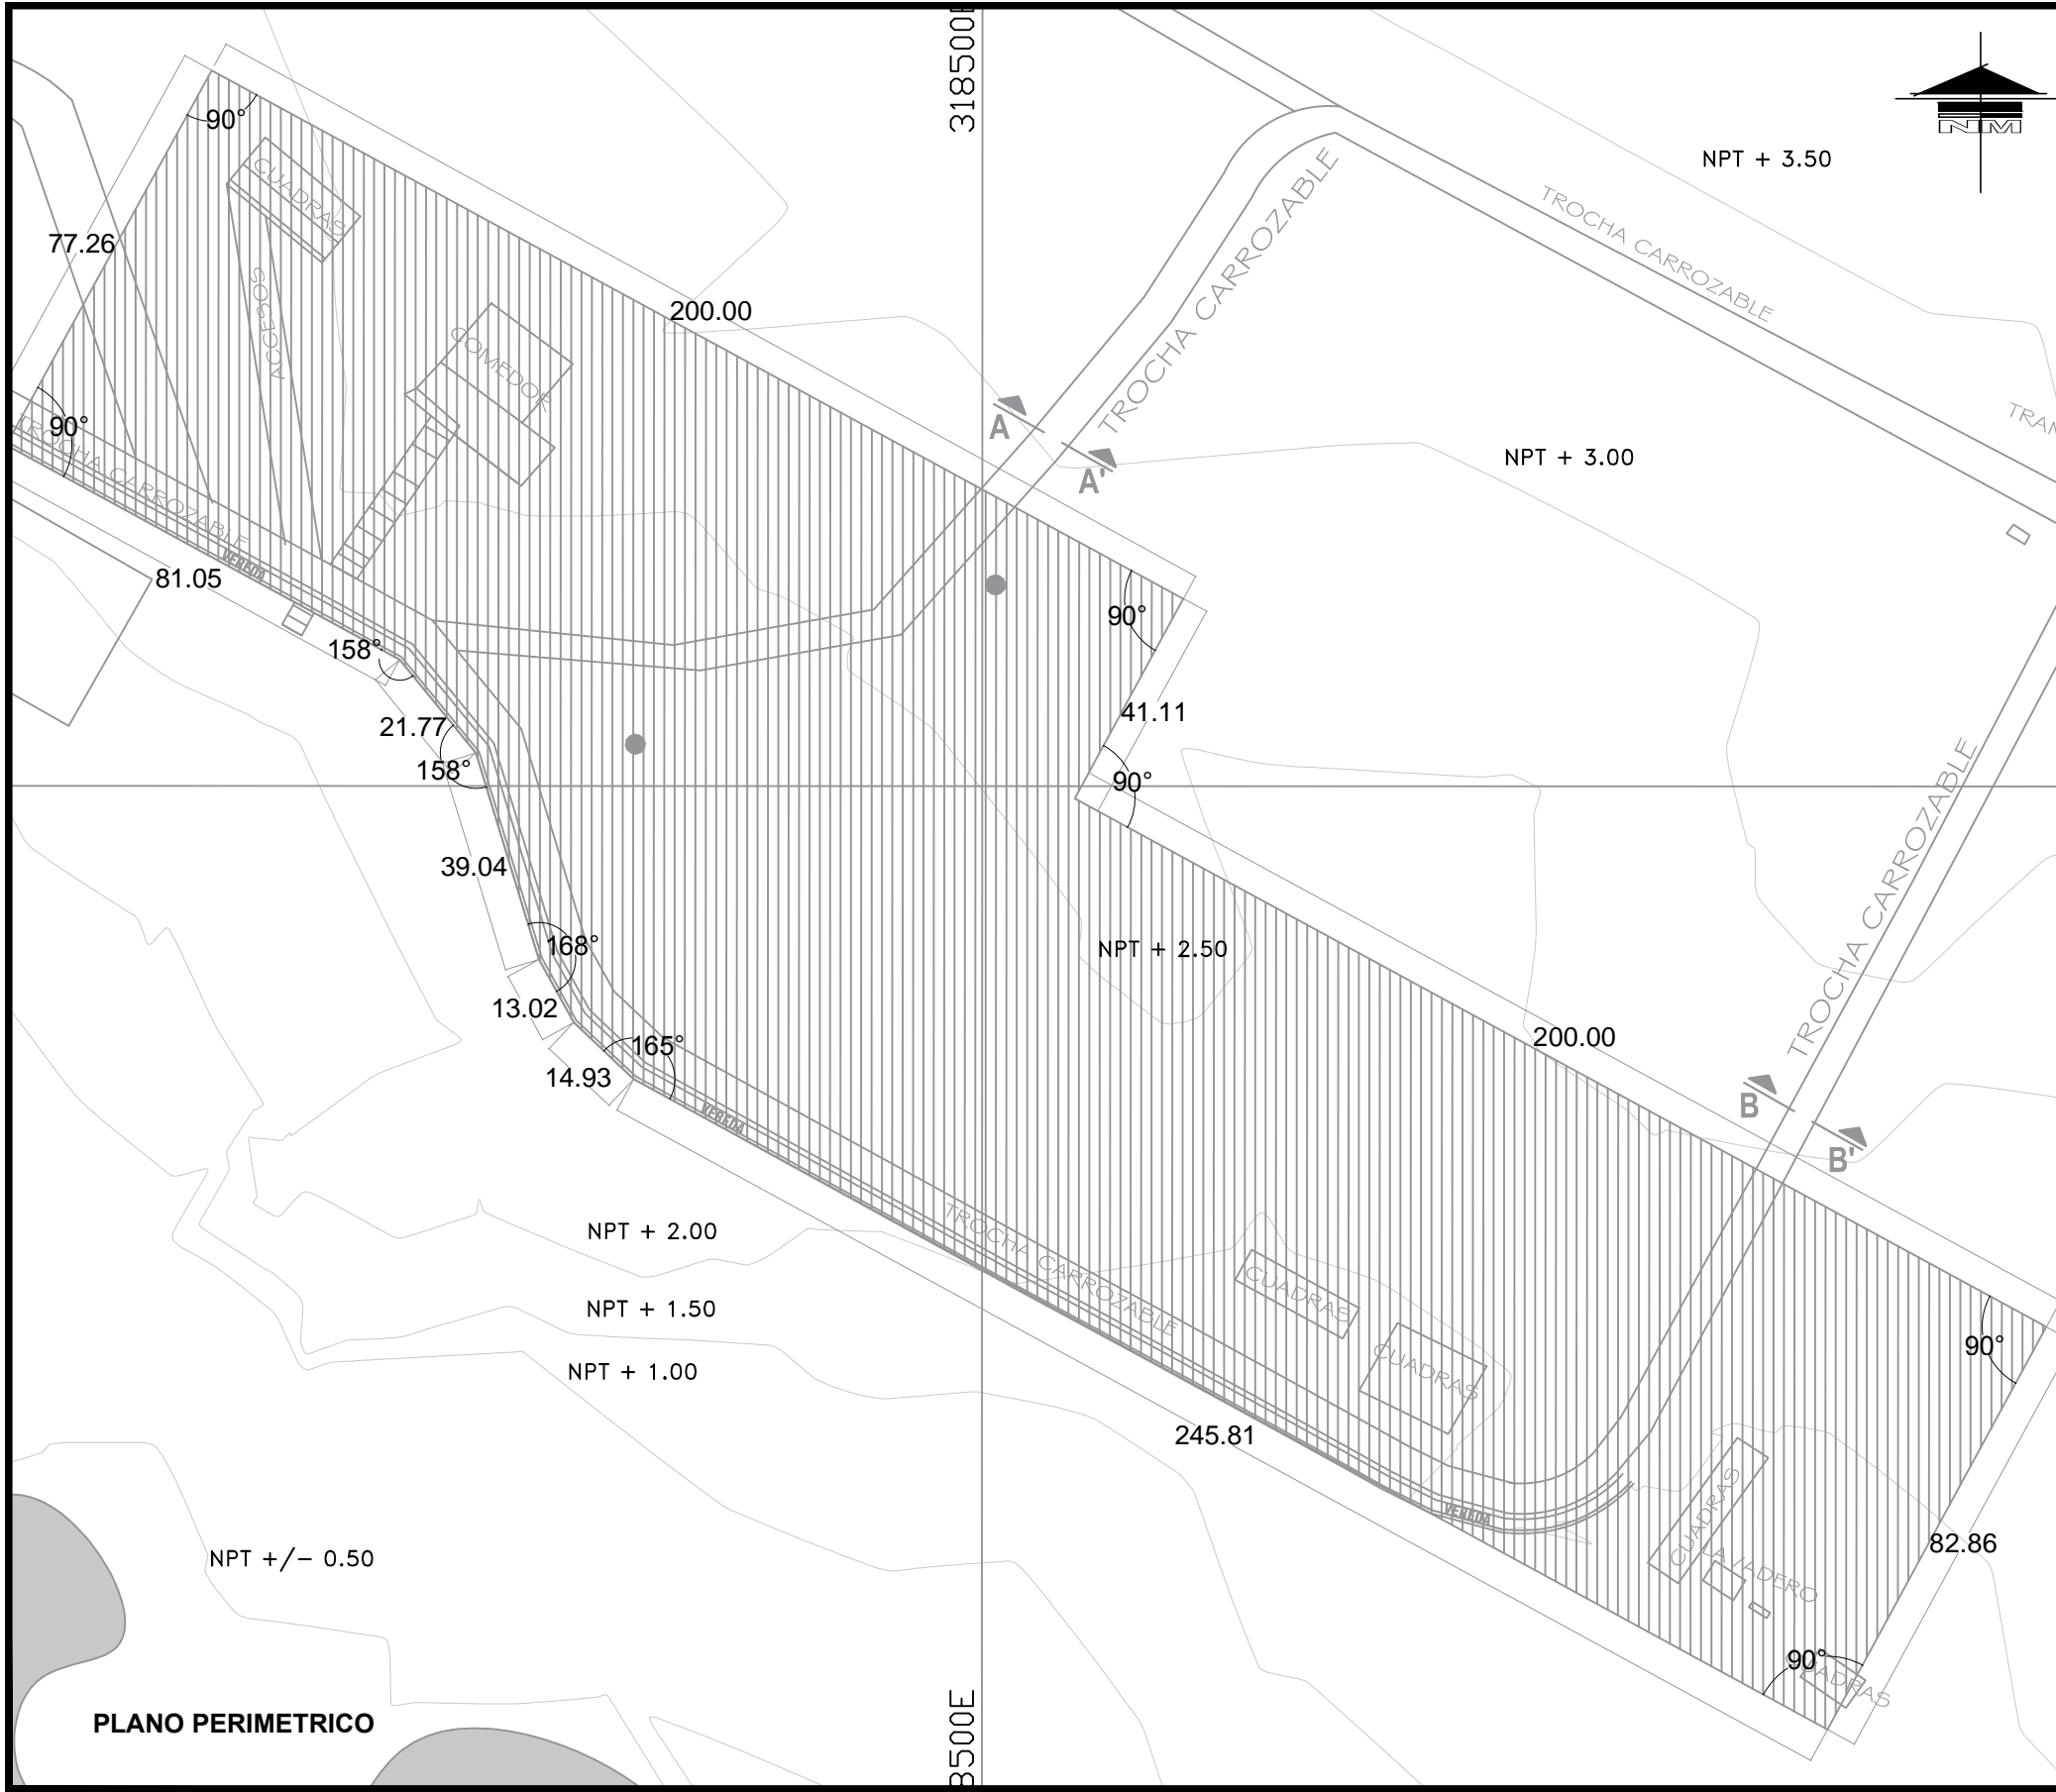 318500E
NM
NPT + 3.50
90°
CUADRAS
TROCHA CARROZABLE
TROCHA CARROZABLE
77.26
ACCESOS
200.00
COMEDOR
A
A'
90°
TROCHA CARROZABLE
NPT + 3.00
VEREDA
81.05
90°
158°
21.77
41.11
158°
90°
39.04
TROCHA CARROZABLE
168°
NPT + 2.50
13.02
165°
200.00
14.93
VEREDA
B
B'
NPT + 2.00
TROCHA CARROZABLE
CUADRAS
NPT + 1.50
90°
NPT + 1.00
CUADRAS
245.81
CUADRAS
VEREDA
82.86
LAVADERO
NPT +/- 0.50
90°
PLANO PERIMETRICO